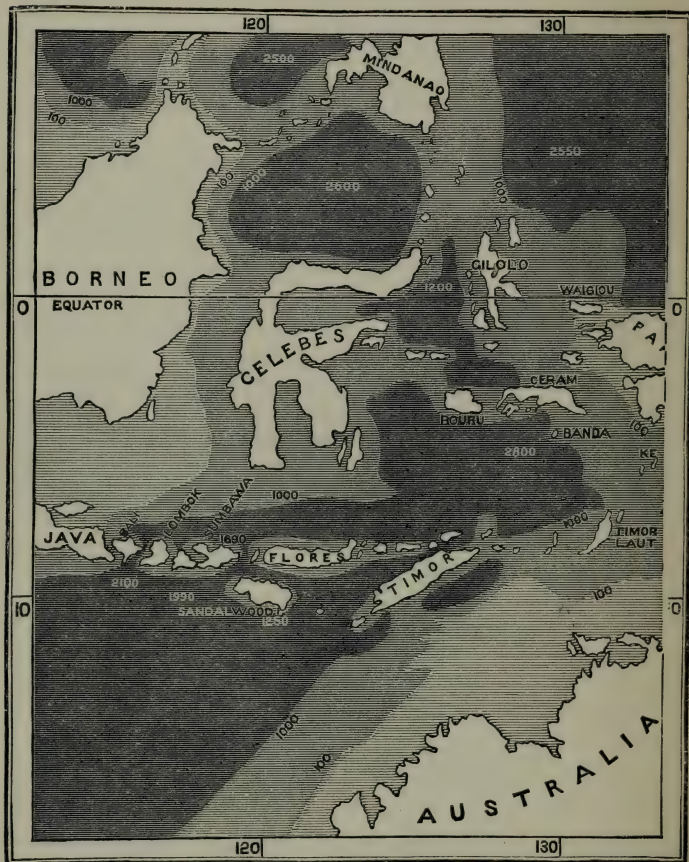 120 130
2500
MINDANAO
1000
100
2550
100
1000
2600
1000
GILOLO
BORNEO
1200
WAIGIOU
0 EQUATOR 0
PA
CELEBES
CERAM
BOURU
100
BANDA
2800
KE
1000
SUMBAWA
LOMBOK
BALI
1690
1000
JAVA
FLORES
TIMOR LAUT
TIMOR
2100
1990
100
10
SANDALWOOD I.
1250
1000
100
AUSTRALIA
120 130